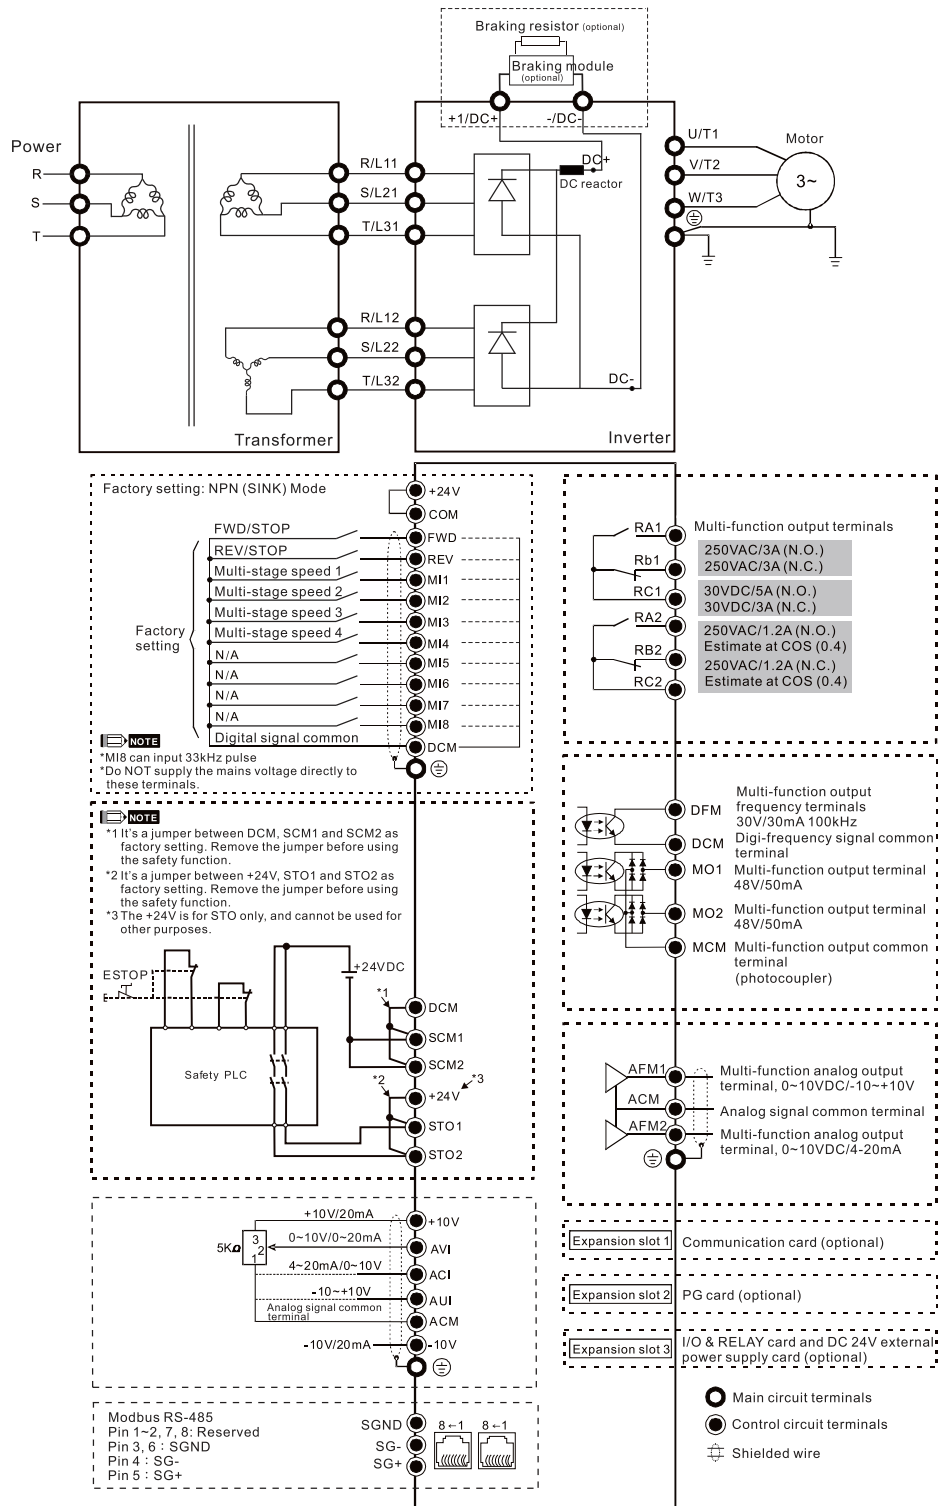 Braking resistor (optional)
Braking module
(optional)
+1/DC+
-/DC-
Power
R
S
T
R/L11
S/L21
T/L31
R/L12
S/L22
T/L32
DC+
DC reactor
DC-
U/T1
V/T2
W/T3
Motor
3~
Transformer
Inverter
Factory setting: NPN (SINK) Mode
+24V
COM
FWD/STOP
FWD
REV/STOP
REV
Multi-stage speed 1
MI1
Multi-stage speed 2
MI2
Multi-stage speed 3
MI3
Multi-stage speed 4
MI4
N/A
MI5
N/A
MI6
N/A
MI7
N/A
MI8
Digital signal common
DCM
Factory
setting
NOTE
*MI8 can input 33kHz pulse
*Do NOT supply the mains voltage directly to
these terminals.
NOTE
*1 It's a jumper between DCM, SCM1 and SCM2 as
factory setting. Remove the jumper before using
the safety function.
*2 It's a jumper between +24V, STO1 and STO2 as
factory setting. Remove the jumper before using
the safety function.
*3 The +24V is for STO only, and cannot be used for
other purposes.
ESTOP
+24VDC
Safety PLC
*1
DCM
SCM1
SCM2
*2
*3
+24V
STO1
STO2
+10V/20mA
+10V
5KΩ
3
2
1
0~10V/0~20mA
AVI
4~20mA/0~10V
ACI
-10~+10V
AUI
Analog signal common
terminal
ACM
-10V/20mA
-10V
Modbus RS-485
Pin 1~2, 7, 8: Reserved
Pin 3, 6 : SGND
Pin 4 : SG-
Pin 5 : SG+
SGND
SG-
SG+
8←1
8←1
RA1
Rb1
RC1
RA2
RB2
RC2
Multi-function output terminals
250VAC/3A (N.O.)
250VAC/3A (N.C.)
30VDC/5A (N.O.)
30VDC/3A (N.C.)
250VAC/1.2A (N.O.)
Estimate at COS (0.4)
250VAC/1.2A (N.C.)
Estimate at COS (0.4)
DFM
Multi-function output
frequency terminals
30V/30mA 100kHz
DCM
Digi-frequency signal common
terminal
MO1
Multi-function output terminal
48V/50mA
MO2
Multi-function output terminal
48V/50mA
MCM
Multi-function output common
terminal
(photocoupler)
AFM1
Multi-function analog output
terminal, 0~10VDC/-10~+10V
ACM
Analog signal common terminal
AFM2
Multi-function analog output
terminal, 0~10VDC/4-20mA
Expansion slot 1
Communication card (optional)
Expansion slot 2
PG card (optional)
Expansion slot 3
I/O & RELAY card and DC 24V external
power supply card (optional)
Main circuit terminals
Control circuit terminals
Shielded wire